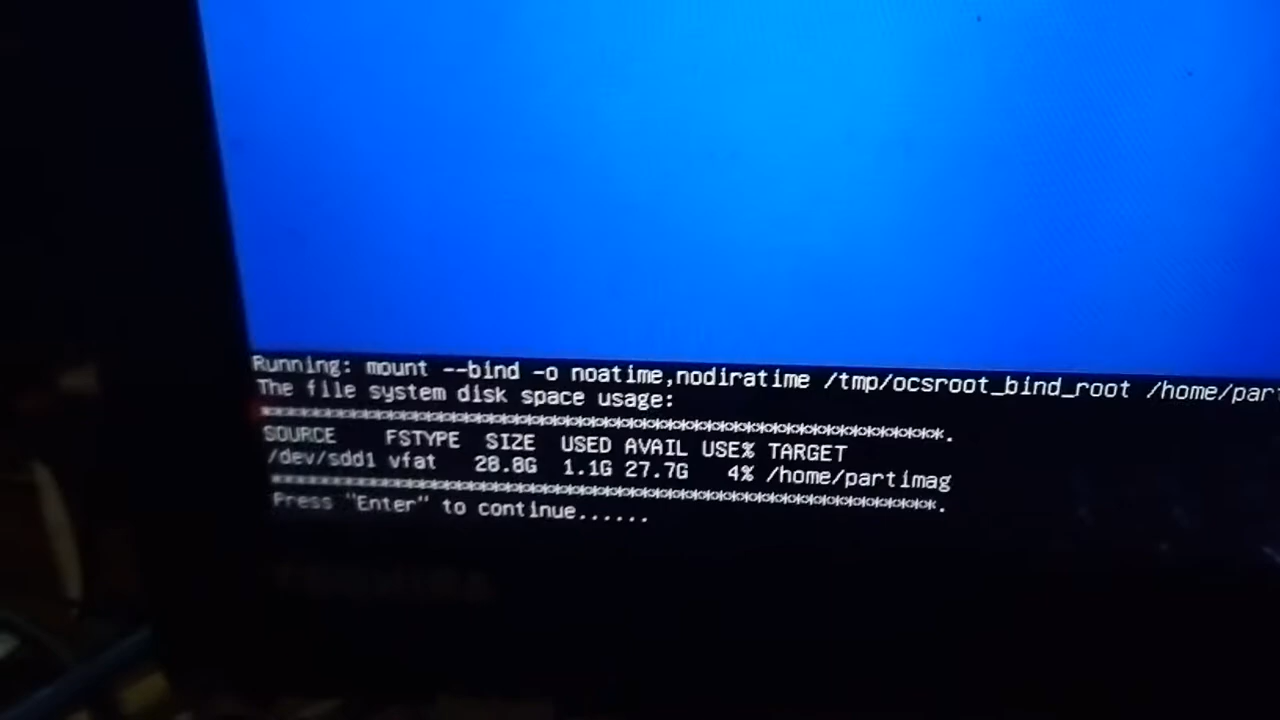 Running: mount --bind -o noatime,nodiratime /tmp/ocsroot_bind_root /home/part
The file system disk space usage:
*******************************************************************************.
SOURCE FSTYPE SIZE USED AVAIL USE% TARGET
/dev/sdd1 vfat 28.8G 1.1G 27.7G 4% /home/partimag
*******************************************************************************.
Press "Enter" to continue......